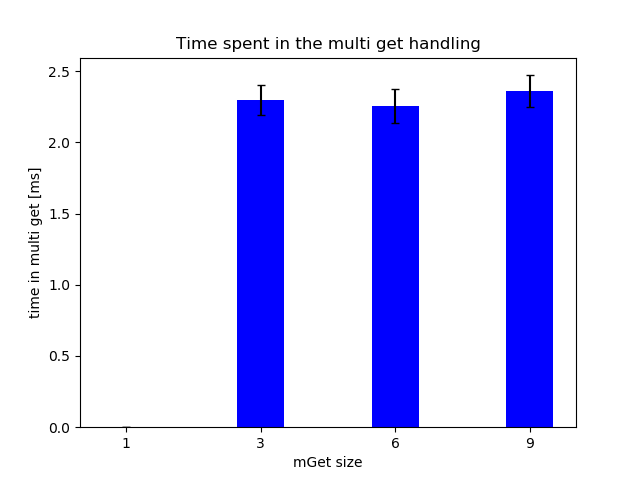 Time spent in the multi get handling
time in multi get [ms]
2.5
2.0
1.5
1.0
0.5
0.0
1 3 6 9
mGet size